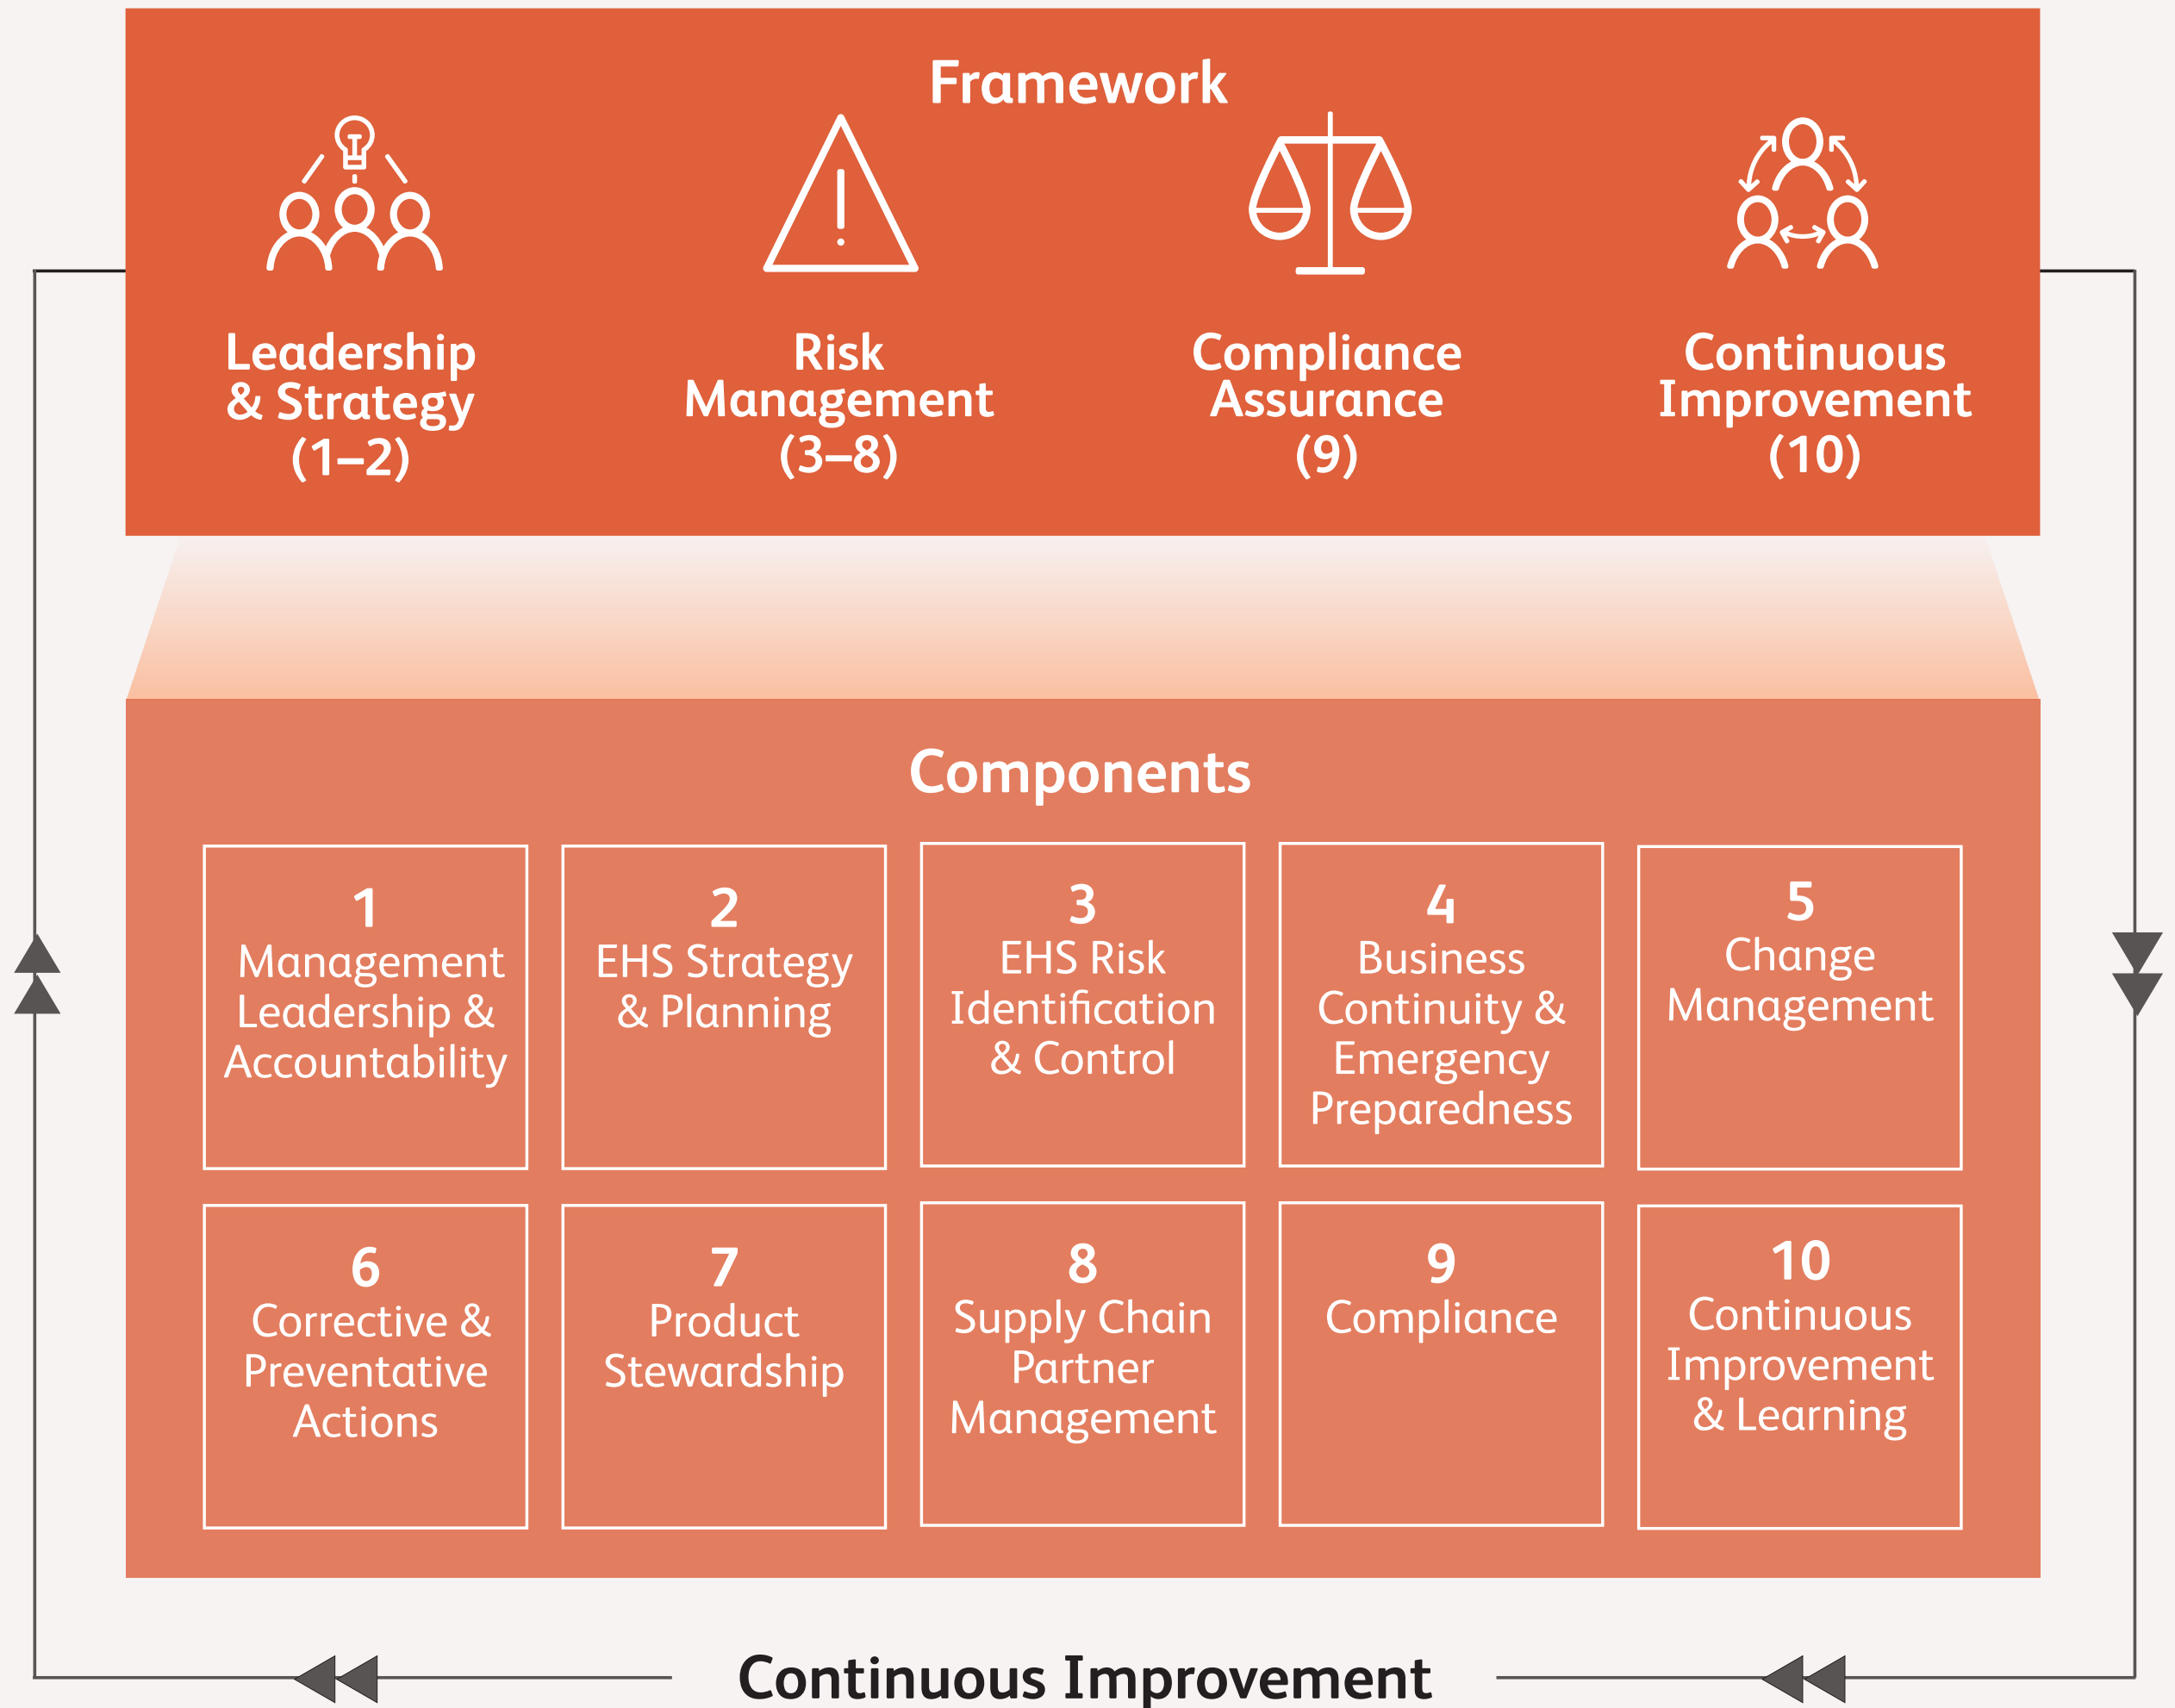 Framework
Leadership
& Strategy
(1–2)
Risk
Management
(3–8)
Compliance
Assurance
(9)
Continuous
Improvement
(10)
Components
1
Management
Leadership &
Accountability
2
EHS Strategy
& Planning
3
EHS Risk
Identification
& Control
4
Business
Continuity &
Emergency
Preparedness
5
Change
Management
6
Corrective &
Preventative
Actions
7
Product
Stewardship
8
Supply Chain
Partner
Management
9
Compliance
10
Continuous
Improvement
& Learning
Continuous Improvement